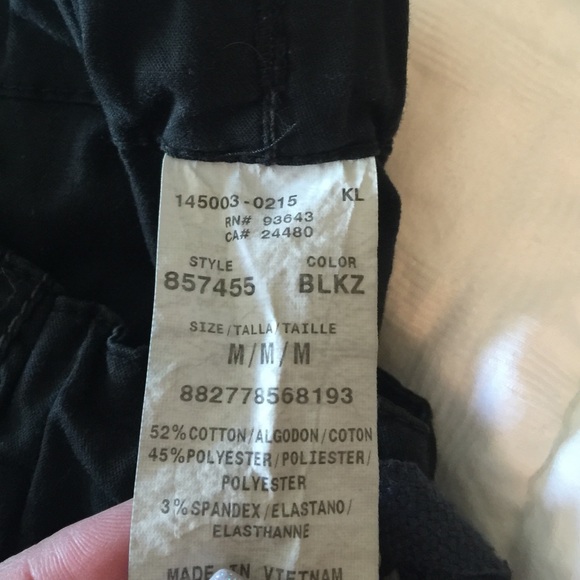 145003-0215 KL
RN# 93643
CA# 24480
STYLE COLOR
857455 BLKZ
SIZE/TALLA/TAILLE
M/M/M
882778568193
52%COTTON/ALGODON/COTON
45%POLYESTER/POLIESTER/
POLYESTER
3%SPANDEX/ELASTANO/
ELASTHANNE
MADE IN VIETNAM